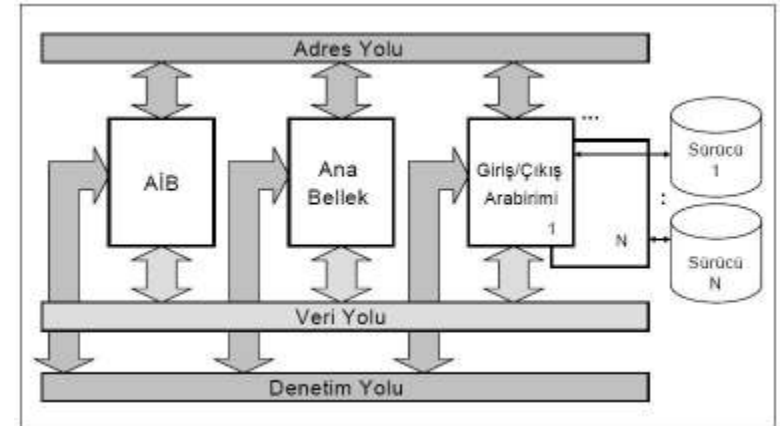 Adres Yolu
AİB
Ana
Bellek
Giriş/Çıkış
Arabirimi
1
N
...
Sürücü
1
:
Sürücü
N
Veri Yolu
Denetim Yolu